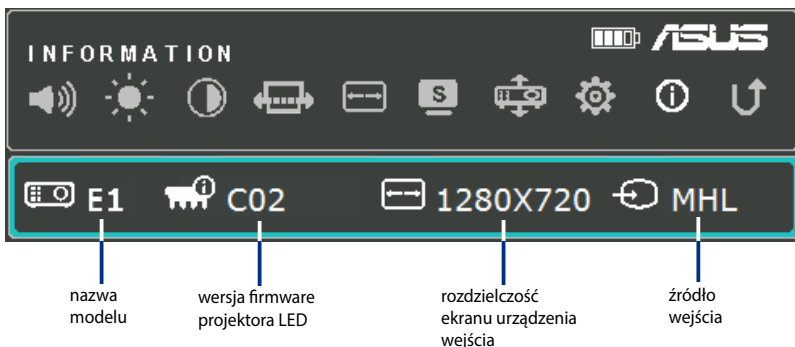 INFORMATION
ASUS
S
E1
C02
1280X720
MHL
nazwa
modelu
wersja firmware
projektora LED
rozdzielczość
ekranu urządzenia
wejścia
źródło
wejścia